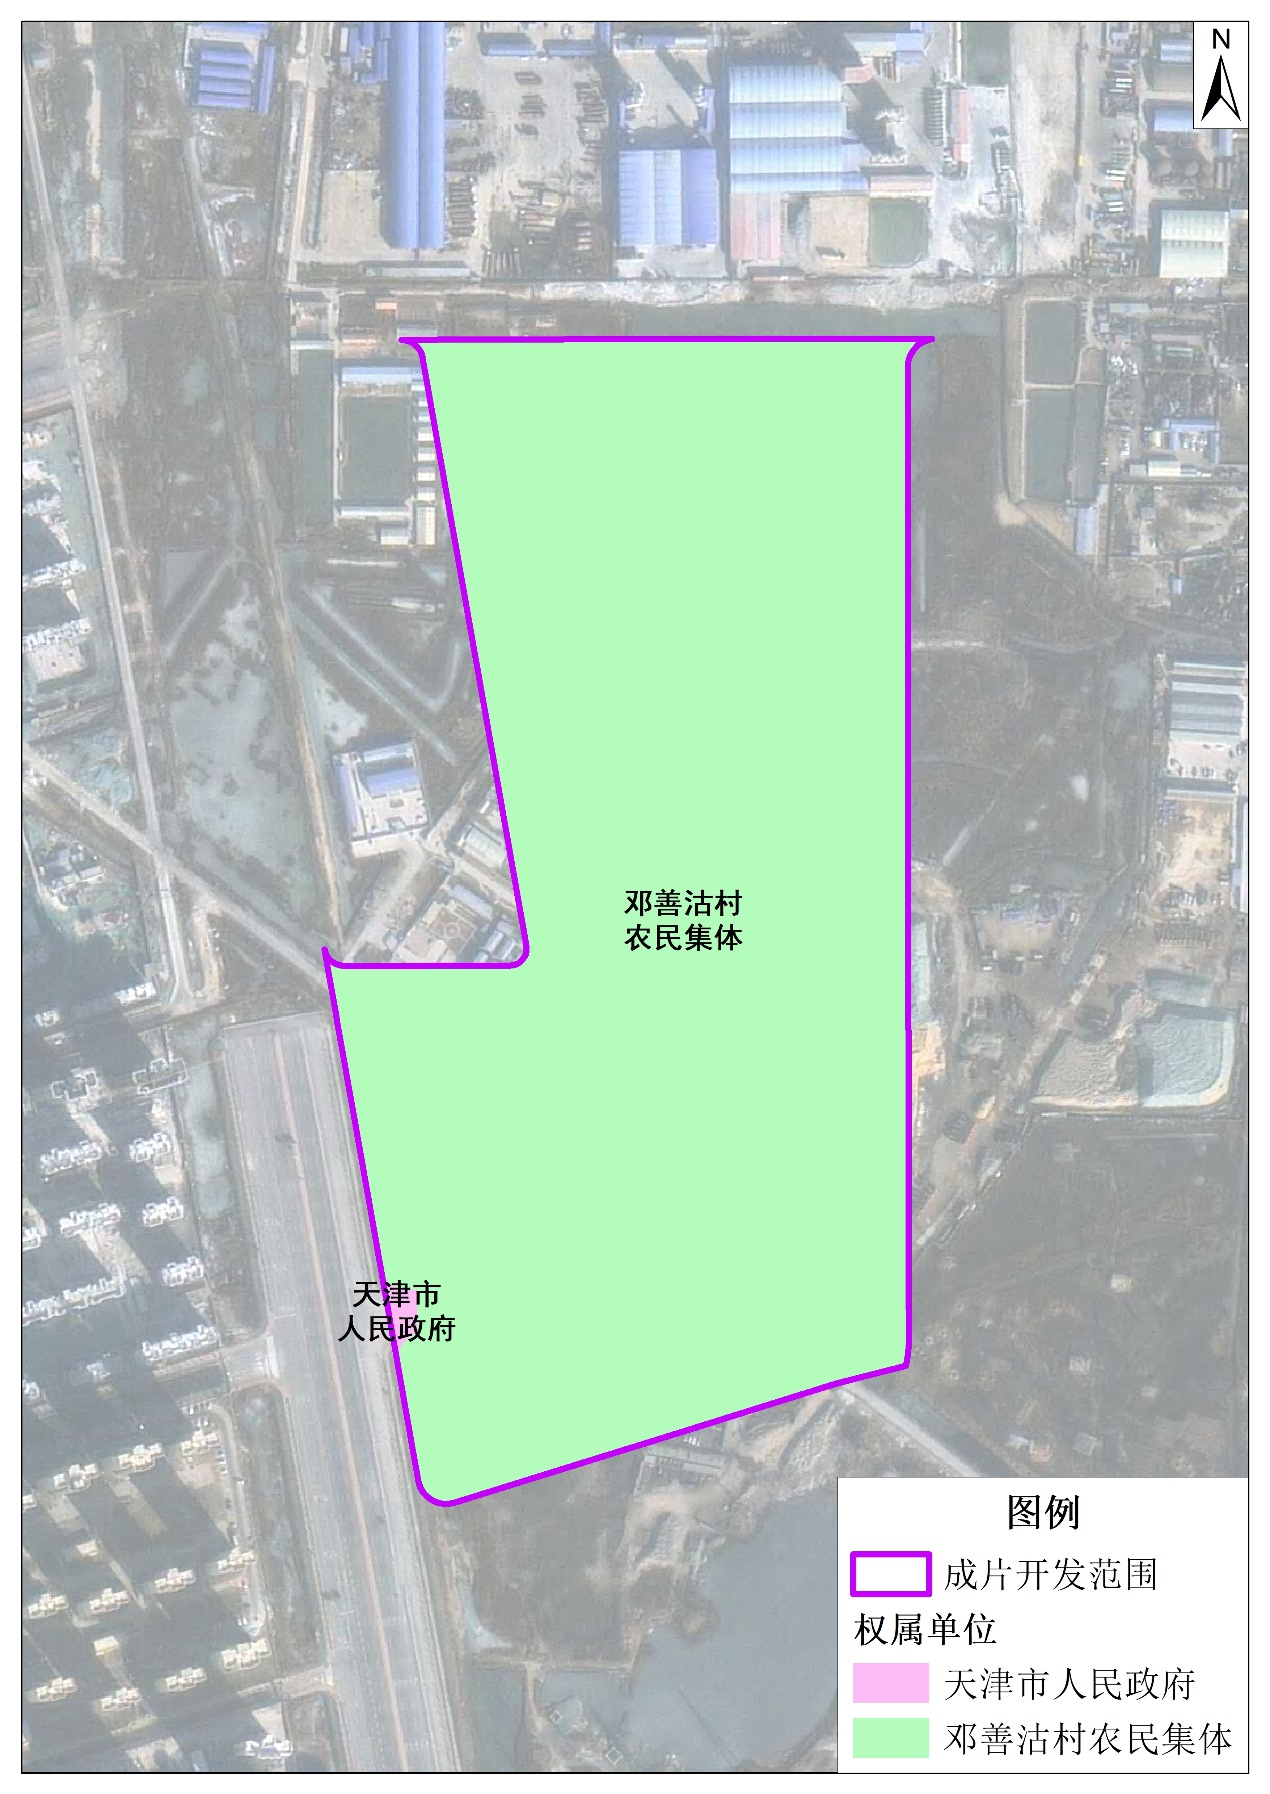 N
邓善沽村
农民集体
天津市
人民政府
图例
成片开发范围
权属单位
天津市人民政府
邓善沽村农民集体